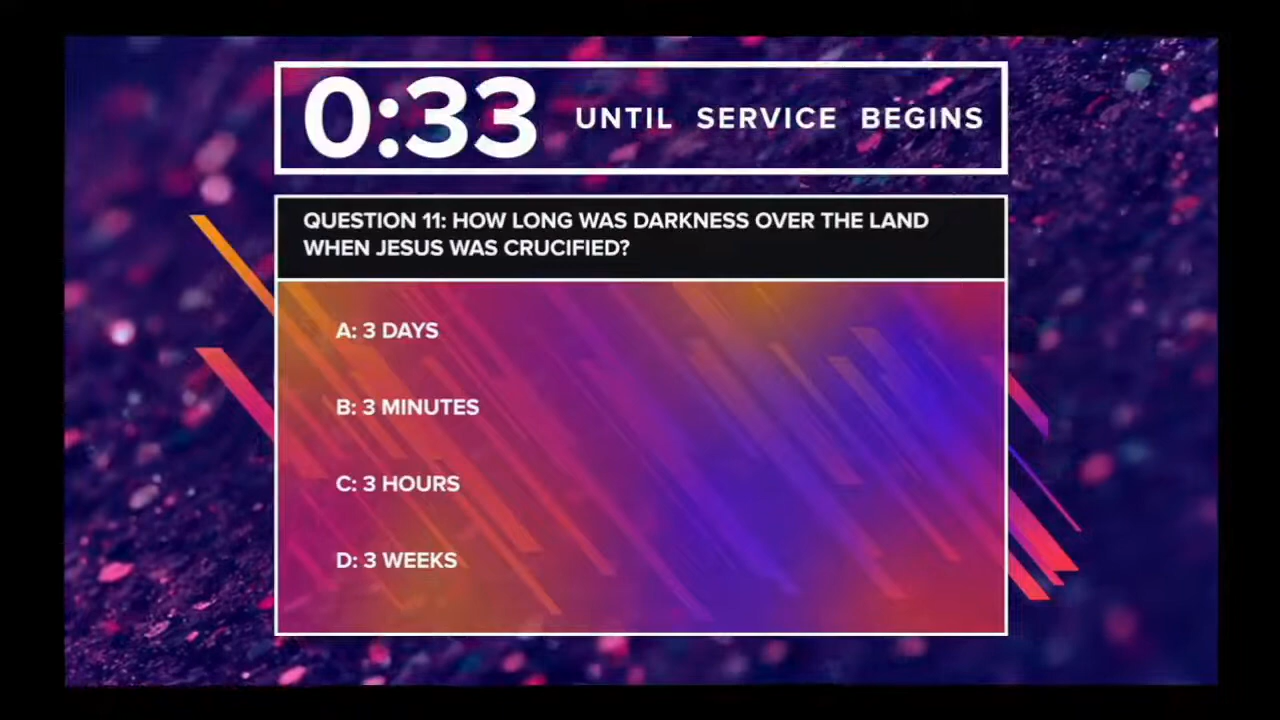 0:33 UNTIL SERVICE BEGINS
QUESTION 11: HOW LONG WAS DARKNESS OVER THE LAND
WHEN JESUS WAS CRUCIFIED?
A: 3 DAYS
B: 3 MINUTES
C: 3 HOURS
D: 3 WEEKS